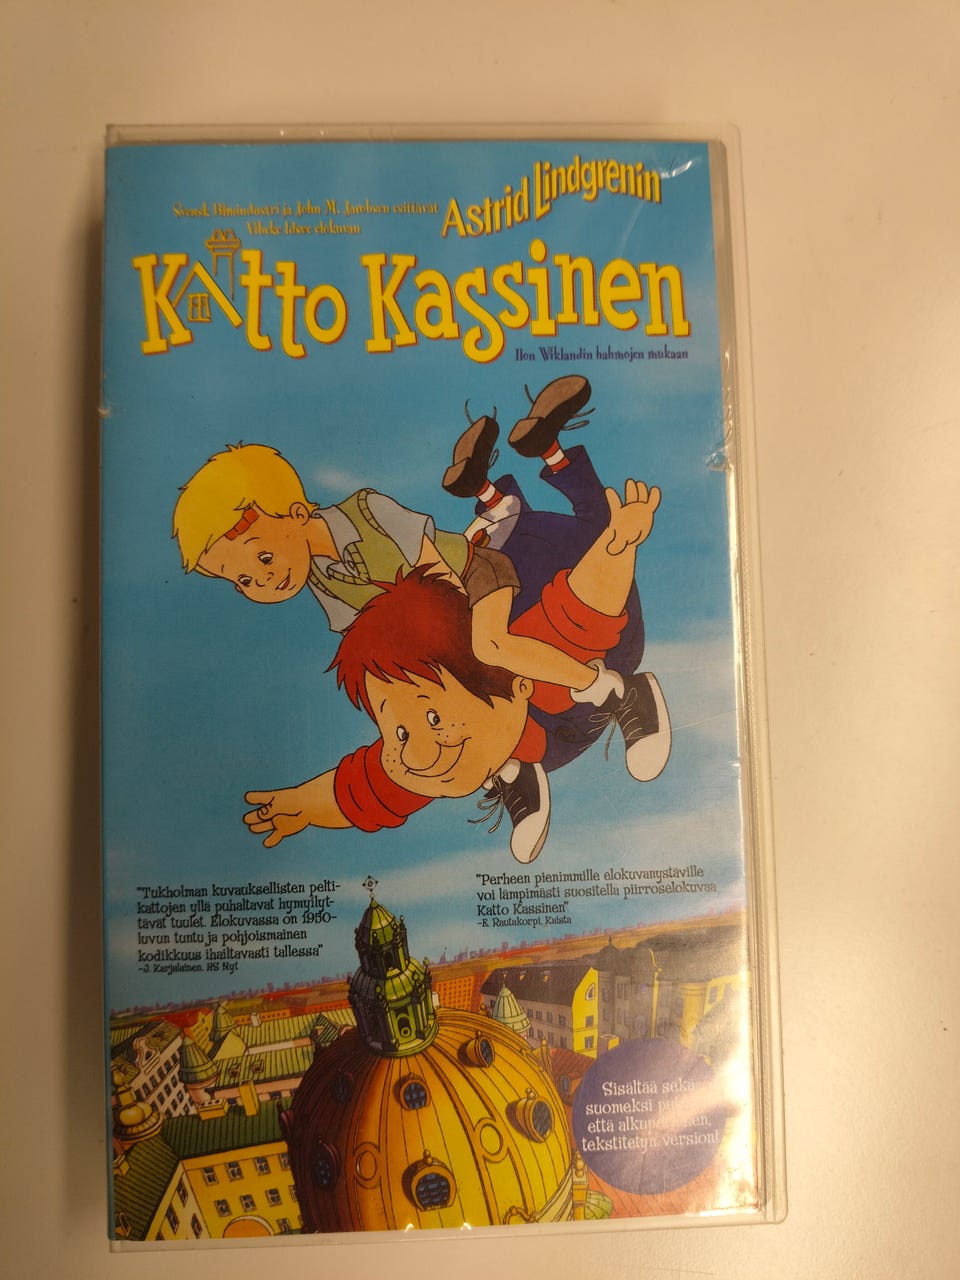 Astrid Lindgrenin
Svensk Filmindustri ja John M. Jacobsen esittävät
Vibeke Idsøe elokuvan
Katto Kassinen
Ilon Wiklandin hahmojen mukaan
"Tukholman kuvauksellisten pelti-
kattojen yllä puhaltavat hymyilyt-
tävät tuulet. Elokuvassa on 1950-
luvun tuntu ja pohjoismainen
kodikkuus ihailtavasti tallessa"
-J. Karjalainen, HS Nyt
"Perheen pienimmille elokuvanystäville
voi lämpimästi suositella piirroselokuvaa
Katto Kassinen"
-E. Rautakorpi, Kaista
Sisältää sekä
suomeksi
että
tekstitetyn version!